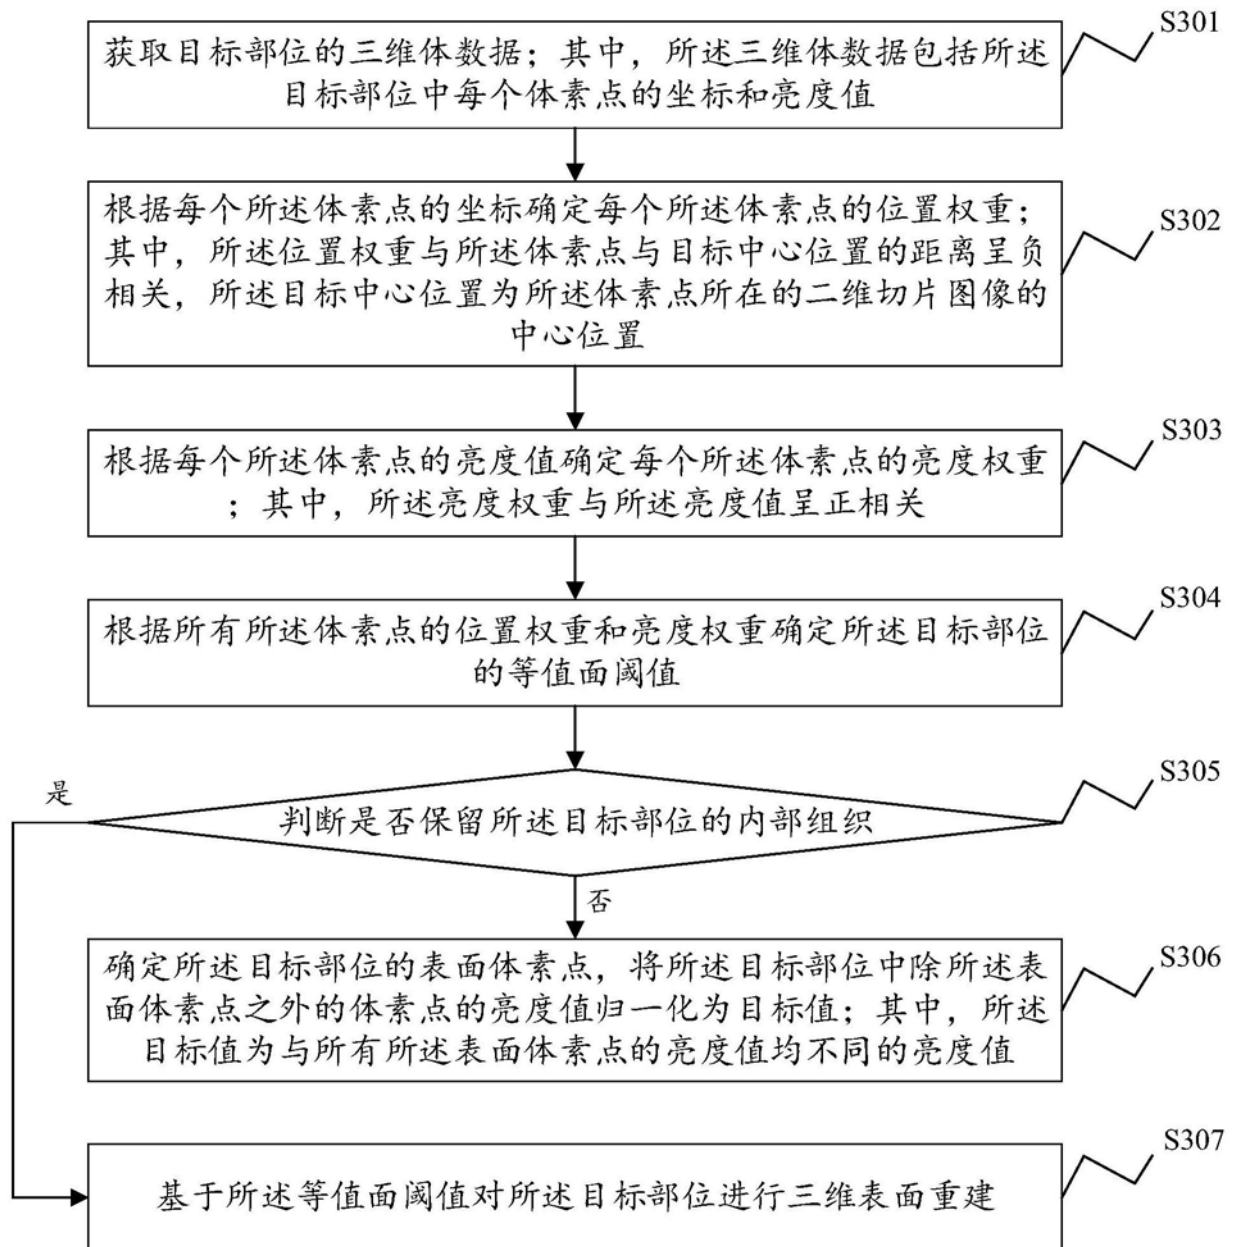 S301
获取目标部位的三维体数据；其中，所述三维体数据包括所述
目标部位中每个体素点的坐标和亮度值
S302
根据每个所述体素点的坐标确定每个所述体素点的位置权重；
其中，所述位置权重与所述体素点与目标中心位置的距离呈负
相关，所述目标中心位置为所述体素点所在的二维切片图像的
中心位置
S303
根据每个所述体素点的亮度值确定每个所述体素点的亮度权重
；其中，所述亮度权重与所述亮度值呈正相关
S304
根据所有所述体素点的位置权重和亮度权重确定所述目标部位
的等值面阈值
S305
是
判断是否保留所述目标部位的内部组织
否
S306
确定所述目标部位的表面体素点，将所述目标部位中除所述表
面体素点之外的体素点的亮度值归一化为目标值；其中，所述
目标值为与所有所述表面体素点的亮度值均不同的亮度值
S307
基于所述等值面阈值对所述目标部位进行三维表面重建